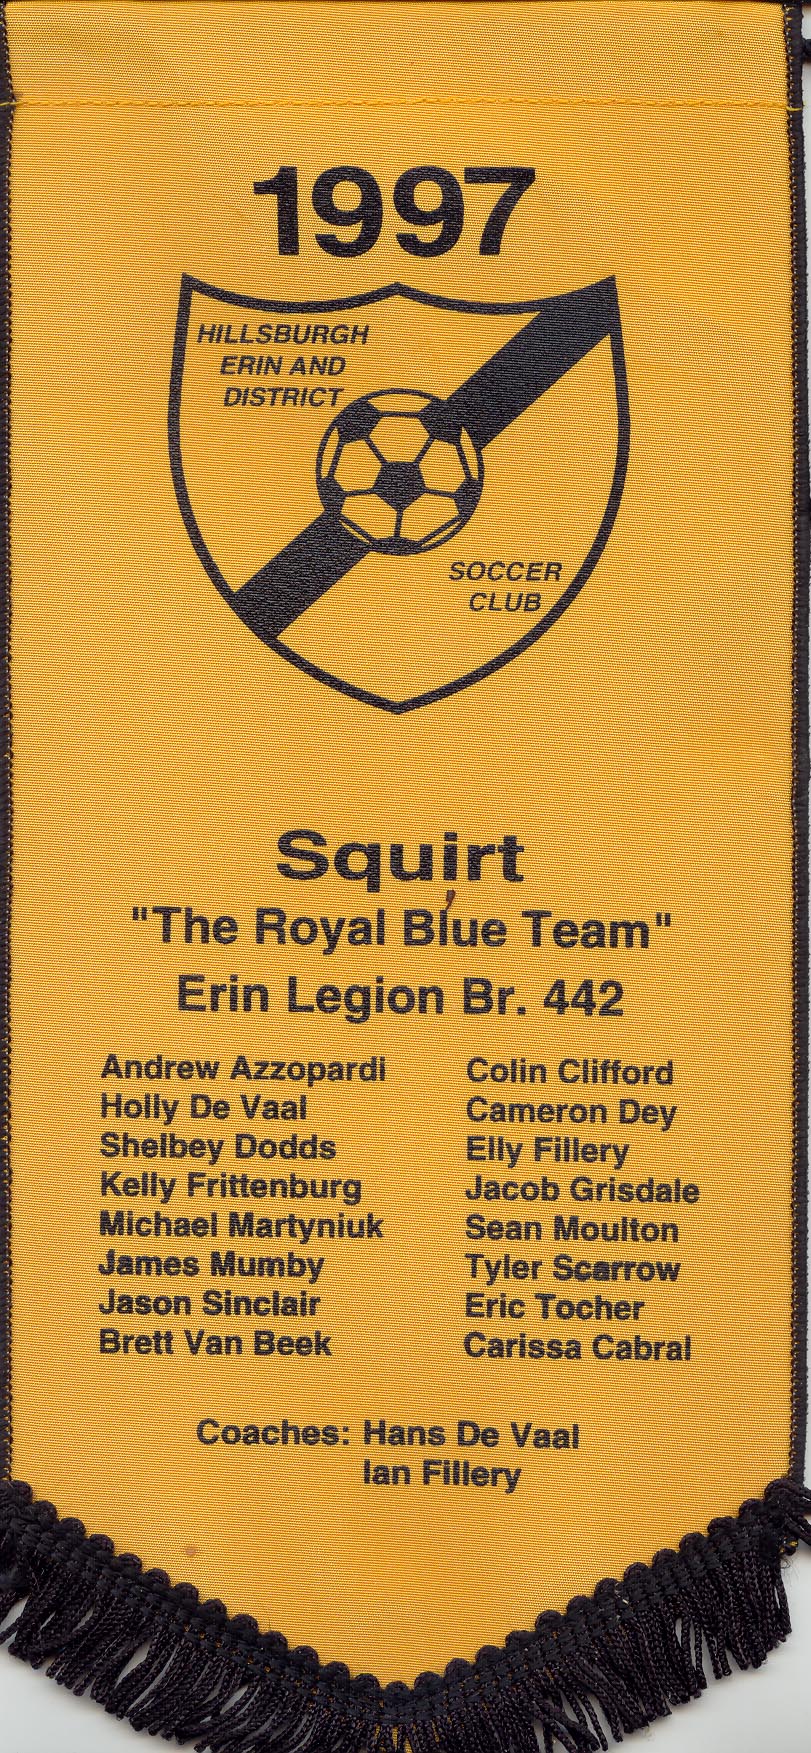 1997
HILLSBURGH
ERIN AND
DISTRICT
SOCCER
CLUB
Squirt
"The Royal Blue Team"
Erin Legion Br. 442
Andrew Azzopardi
Holly De Vaal
Shelbey Dodds
Kelly Frittenburg
Michael Martyniuk
James Mumby
Jason Sinclair
Brett Van Beek
Colin Clifford
Cameron Dey
Elly Fillery
Jacob Grisdale
Sean Moulton
Tyler Scarrow
Eric Tocher
Carissa Cabral
Coaches: Hans De Vaal
Ian Fillery